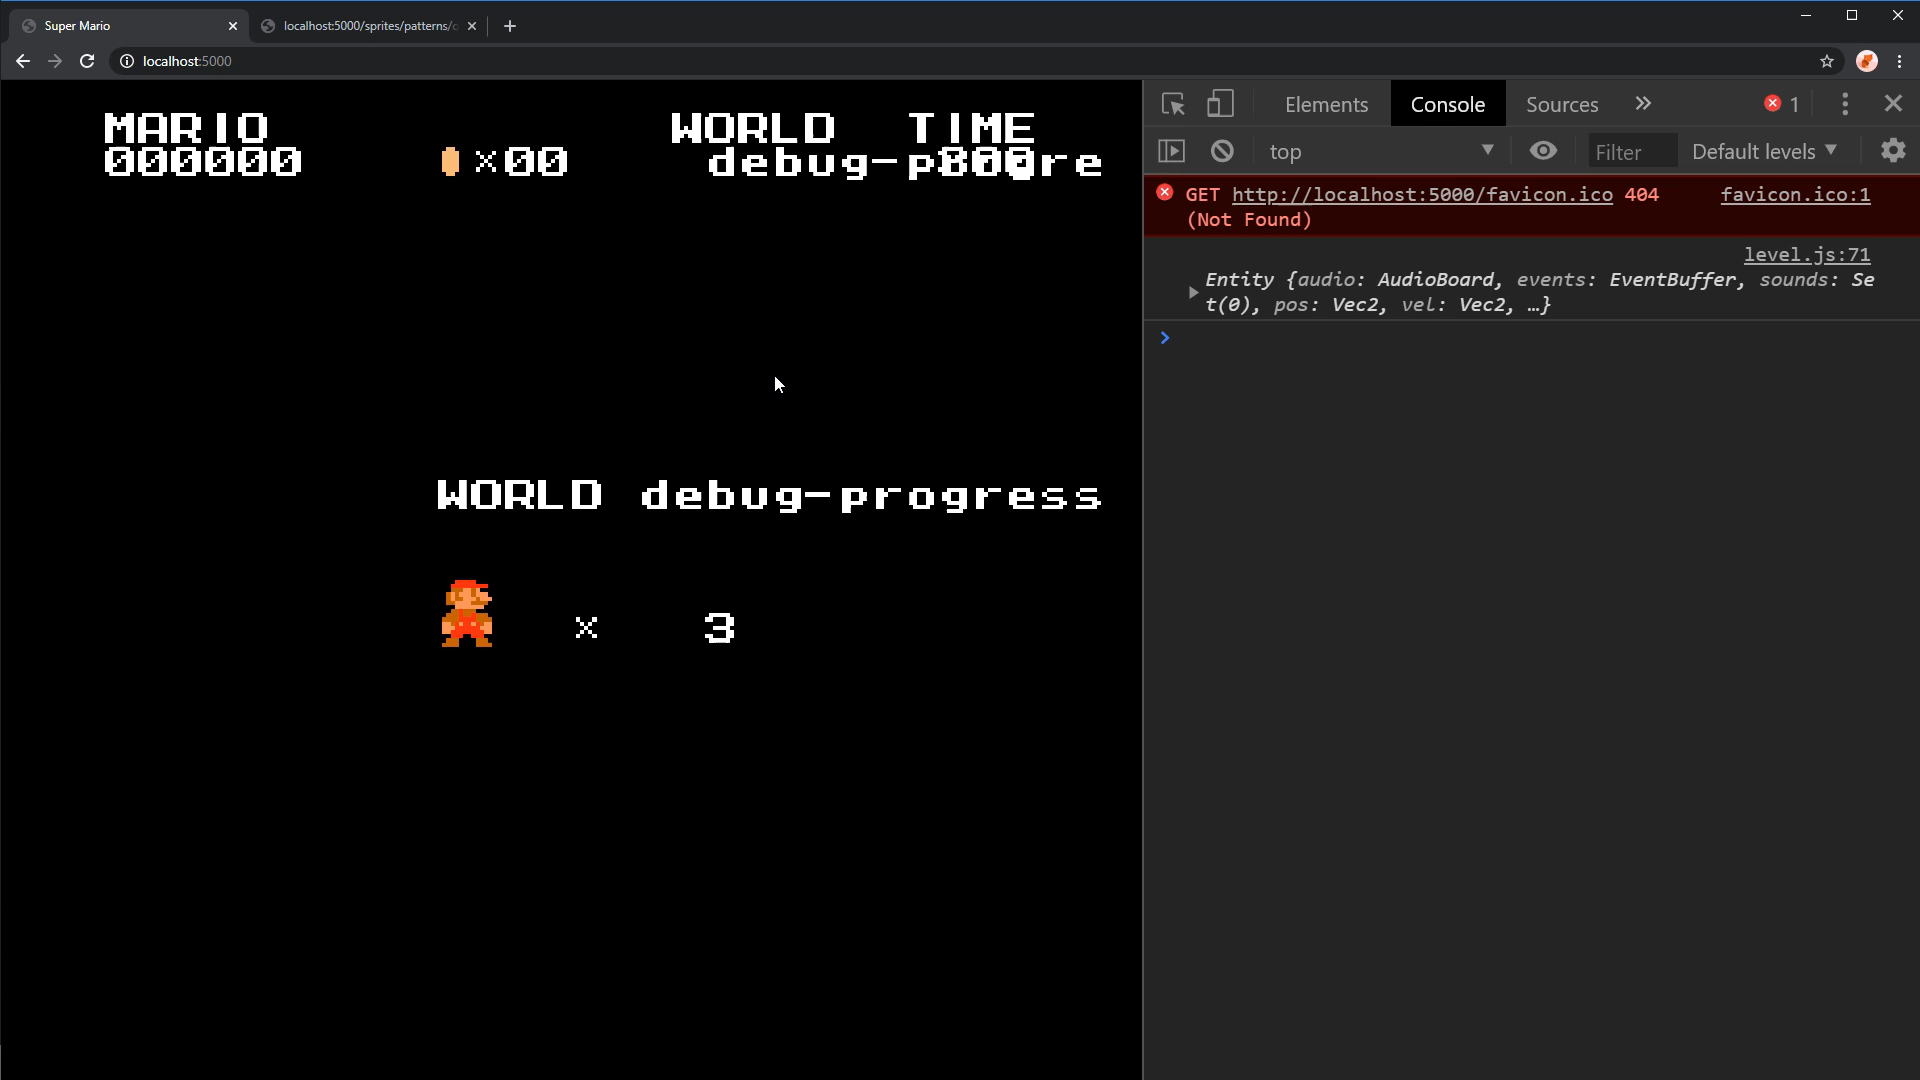 Super Mario
localhost:5000/sprites/patterns/
localhost:5000
MARIO
WORLD TIME
000000
×00
WORLD debug-progress
× 3
Elements
Console
Sources
1
top
Filter
Default levels
GET http://localhost:5000/favicon.ico 404 favicon.ico:1
(Not Found)
level.js:71
Entity {audio: AudioBoard, events: EventBuffer, sounds: Se
t(0), pos: Vec2, vel: Vec2, …}